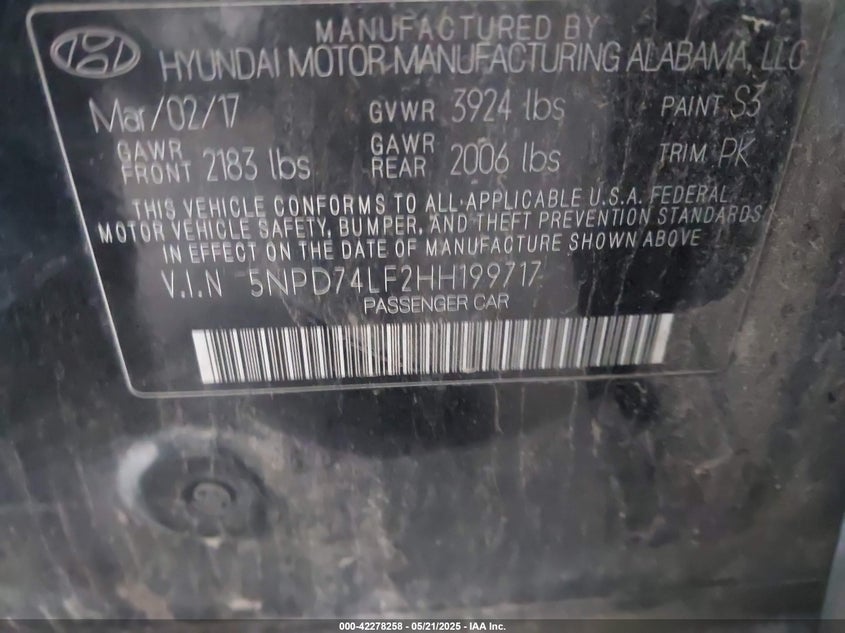 MANUFACTURED BY
HYUNDAI MOTOR MANUFACTURING ALABAMA, LLC
Mar/02/17 GVWR 3924 lbs PAINT S3
GAWR FRONT 2183 lbs GAWR REAR 2006 lbs TRIM PK
THIS VEHICLE CONFORMS TO ALL APPLICABLE U.S.A. FEDERAL
MOTOR VEHICLE SAFETY, BUMPER, AND THEFT PREVENTION STANDARDS
IN EFFECT ON THE DATE OF MANUFACTURE SHOWN ABOVE
V.I.N 5NPD74LF2HH199717
PASSENGER CAR
000-42278258 - 05/21/2025 - IAA Inc.